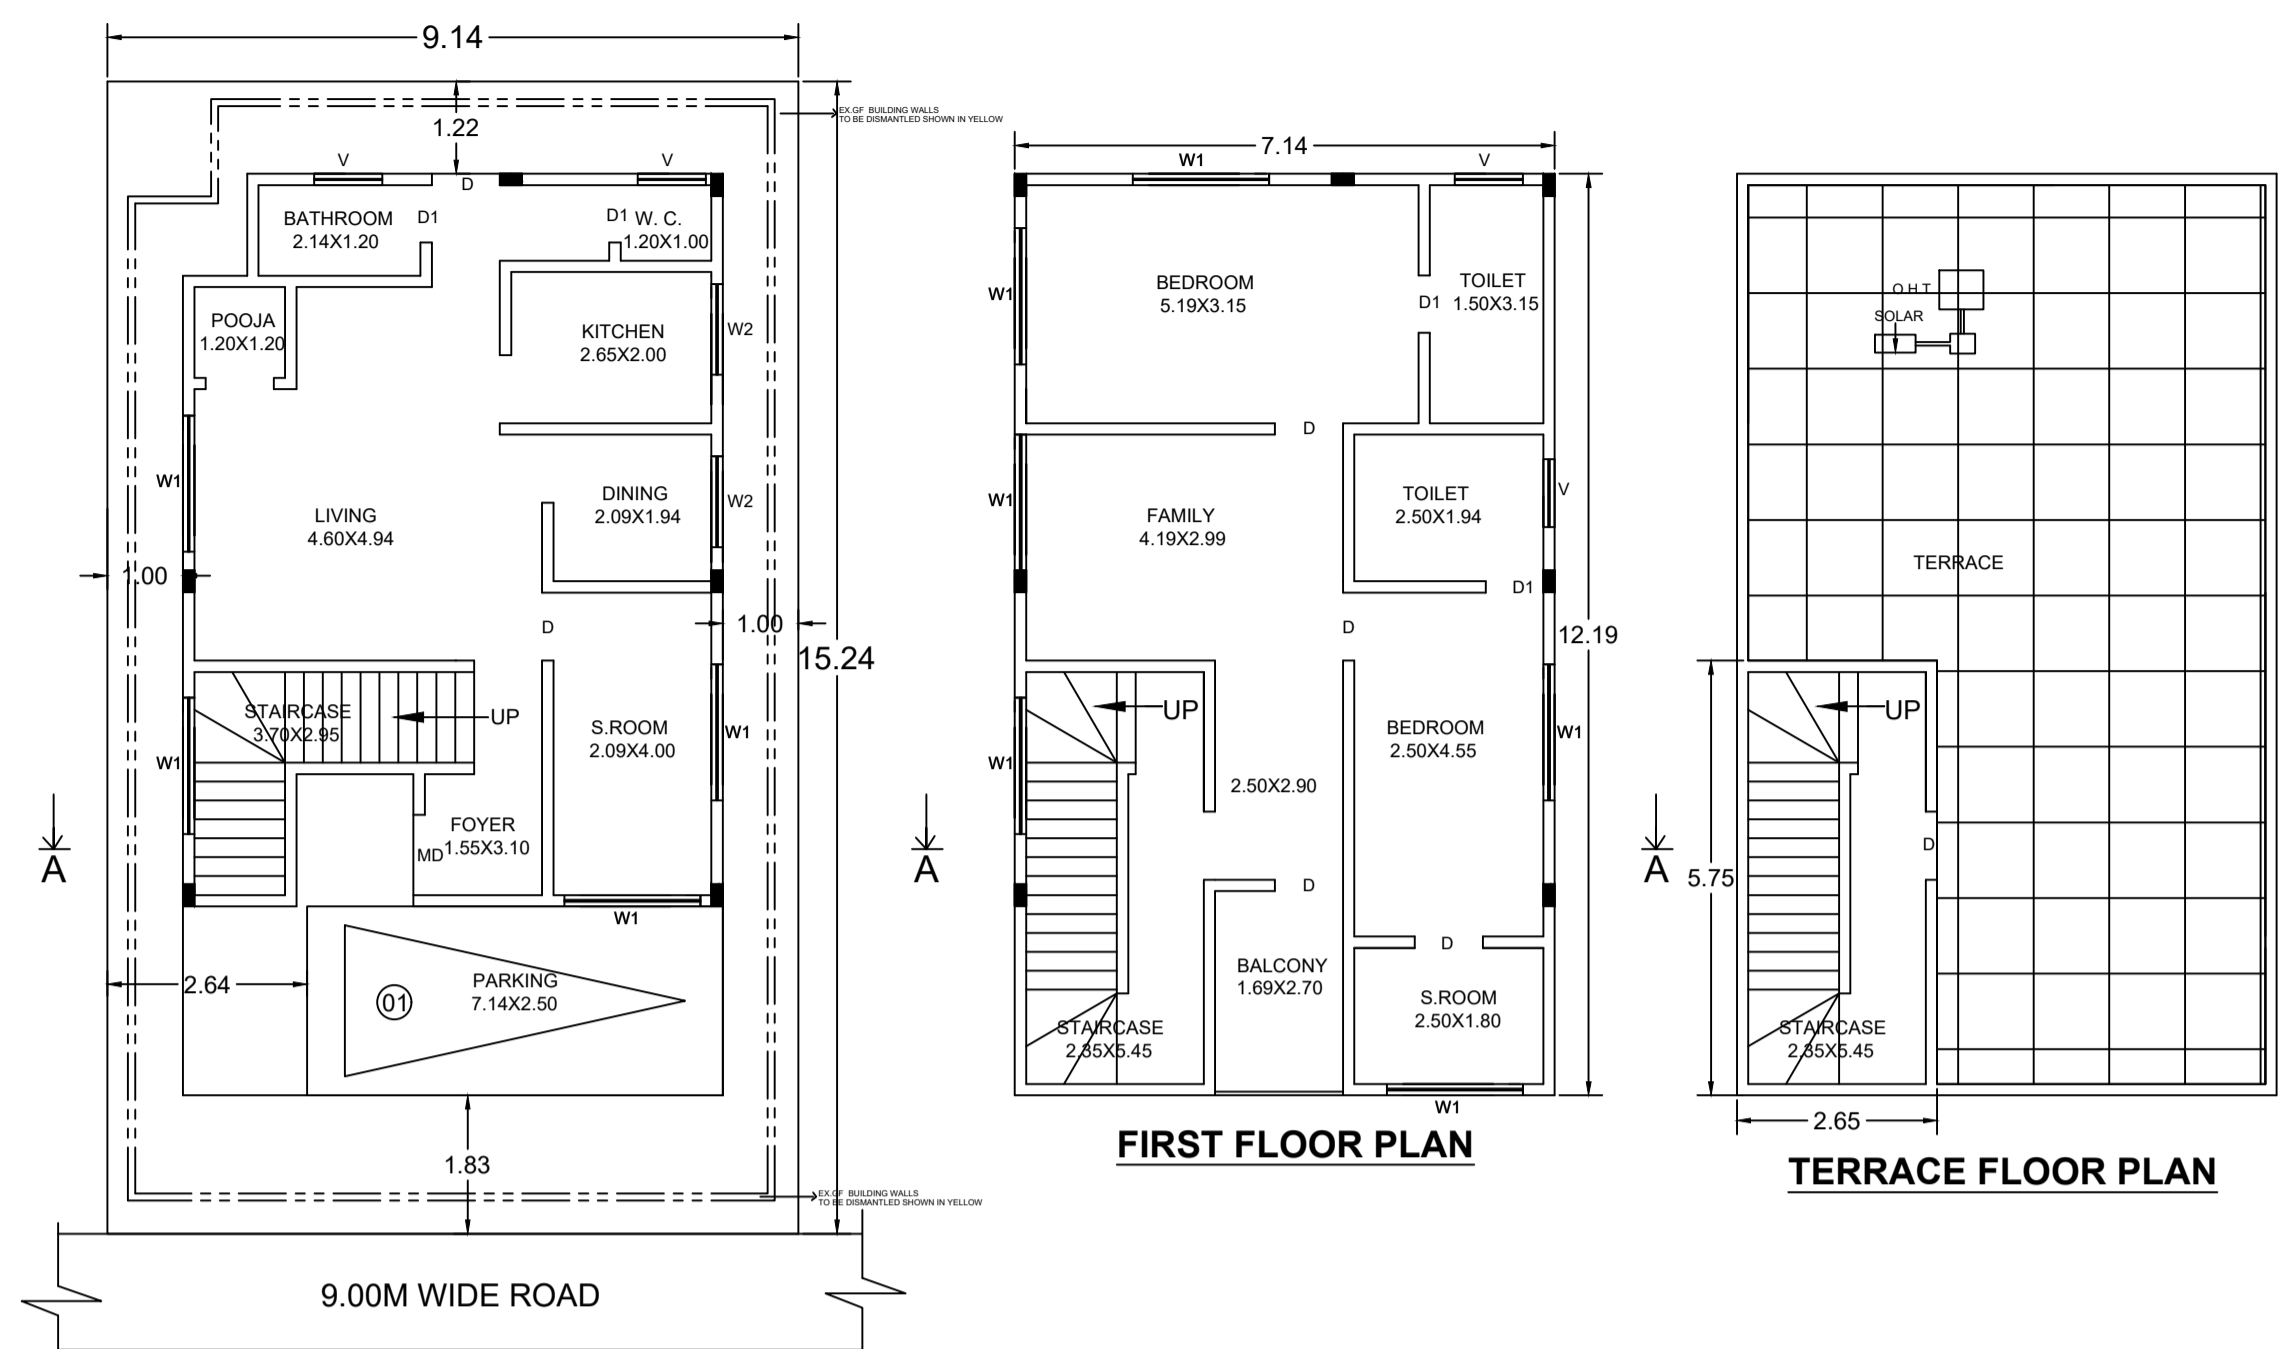 9.14
EX.GF BUILDING WALLS
TO BE DISMANTLED SHOWN IN YELLOW
1.22
V
V
D
BATHROOM
2.14X1.20
D1
D1
W. C.
1.20X1.00
POOJA
1.20X1.20
KITCHEN
2.65X2.00
W2
W1
LIVING
4.60X4.94
DINING
2.09X1.94
W2
1.00
D
1.00
15.24
STAIRCASE
3.70X2.95
UP
W1
S.ROOM
2.09X4.00
W1
FOYER
1.55X3.10
MD
A
W1
2.64
01
PARKING
7.14X2.50
1.83
EX.GF BUILDING WALLS
TO BE DISMANTLED SHOWN IN YELLOW
9.00M WIDE ROAD
7.14
W1
V
BEDROOM
5.19X3.15
W1
D1
TOILET
1.50X3.15
D
W1
FAMILY
4.19X2.99
TOILET
2.50X1.94
V
D1
D
12.19
UP
W1
BEDROOM
2.50X4.55
W1
2.50X2.90
A
D
D
BALCONY
1.69X2.70
S.ROOM
2.50X1.80
STAIRCASE
2.35X5.45
W1
FIRST FLOOR PLAN
O H T
SOLAR
TERRACE
UP
D
A
5.75
STAIRCASE
2.35X5.45
2.65
TERRACE FLOOR PLAN